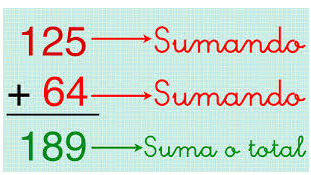 125 → Sumando
+ 64 → Sumando
189 → Suma o total